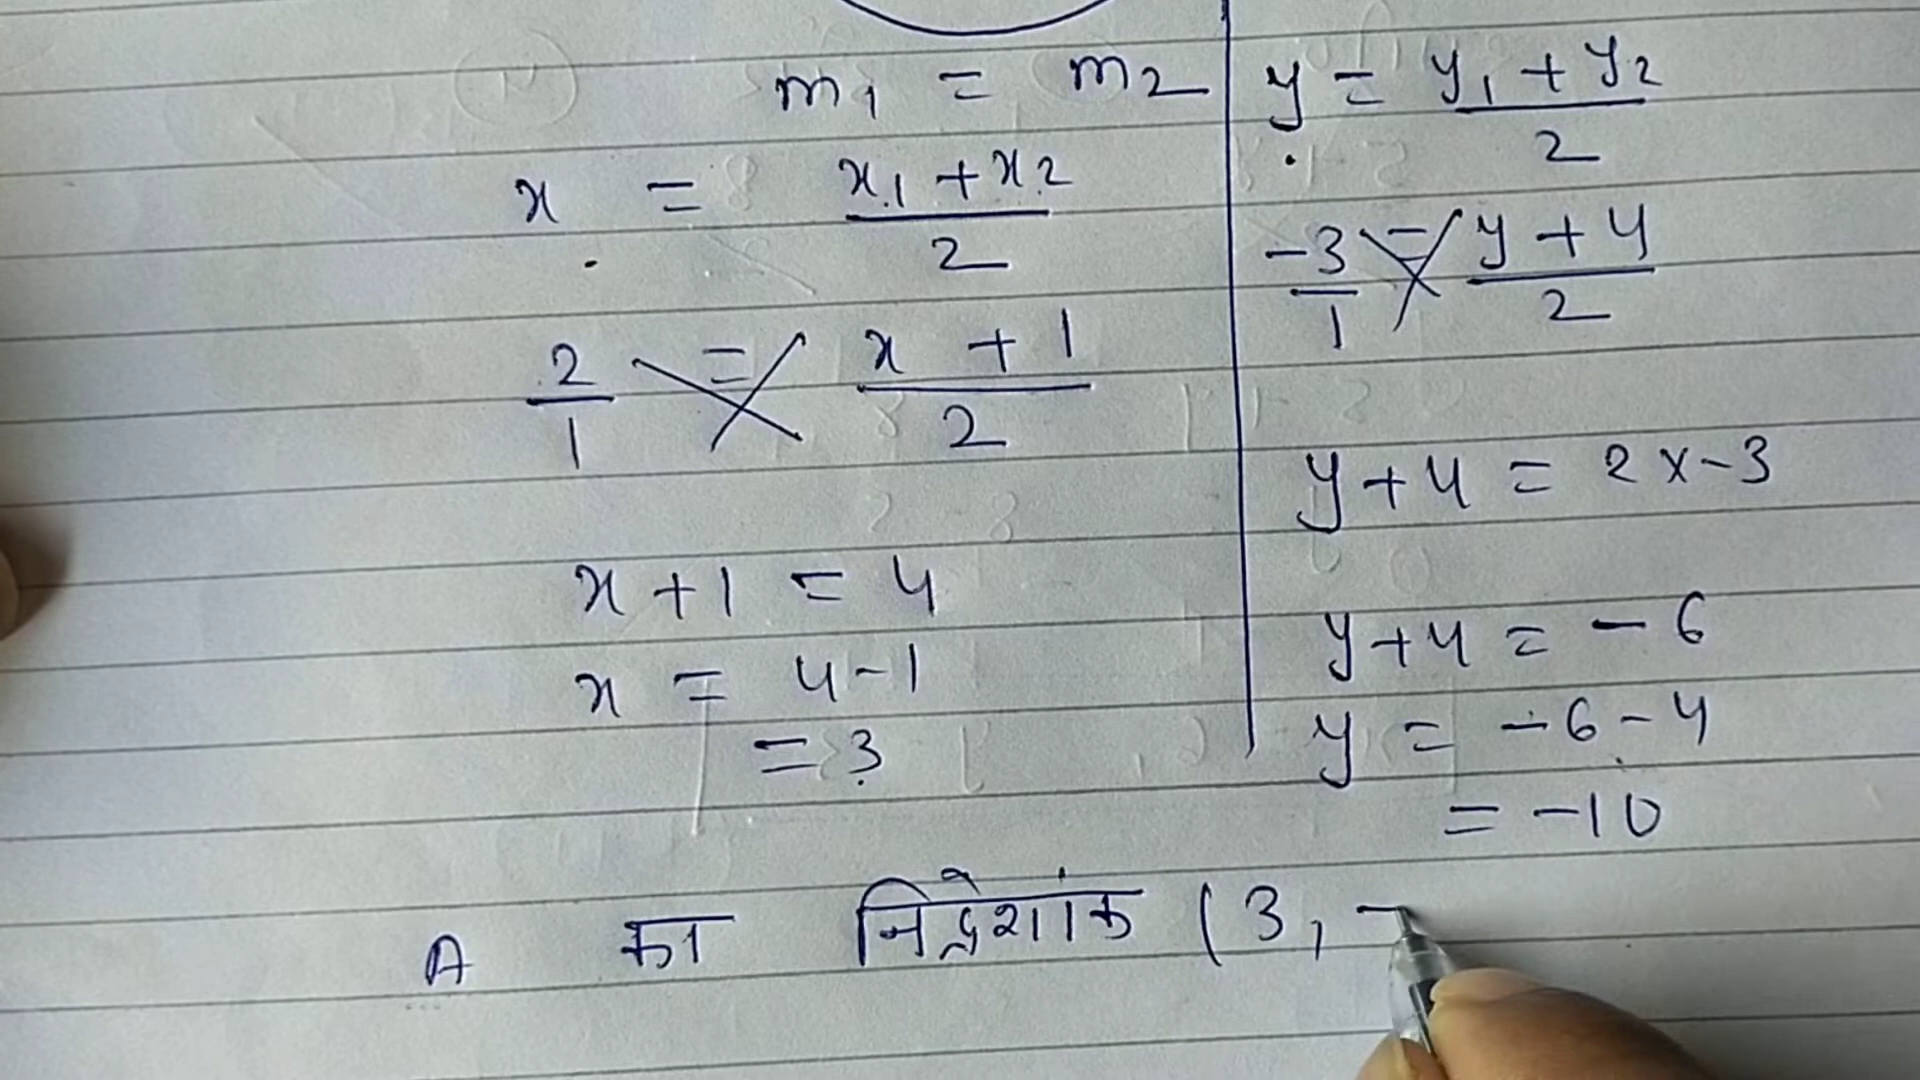 m₁ = m₂
x = x₁ + x₂ / 2
2/1 = x + 1 / 2
x + 1 = 4
x = 4 - 1
= 3
y = y₁ + y₂ / 2
-3/1 = y + 4 / 2
y + 4 = 2 x - 3
y + 4 = - 6
y = - 6 - 4
= - 10
A का निर्देशांक ( 3, -